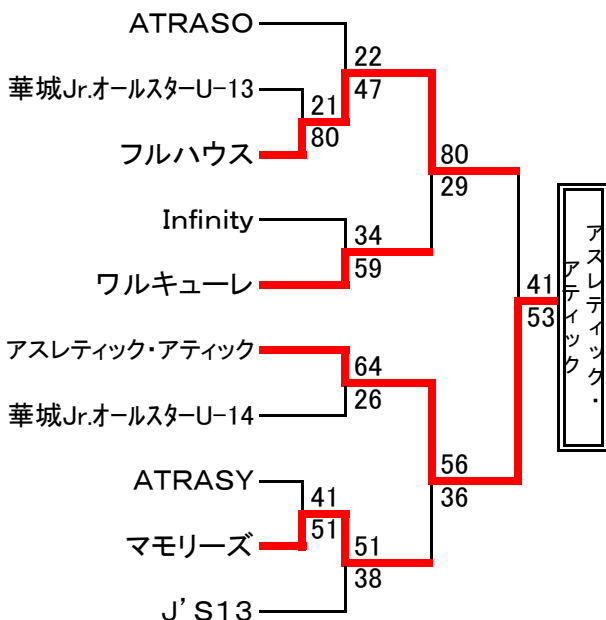 ATRASO
22
47
華城Jr.オールスターU-13
21
80
フルハウス
80
29
Infinity
34
59
ワルキューレ
アスレティック・
アティック
41
53
アスレティック・アティック
64
26
華城Jr.オールスターU-14
56
36
ATRASY
41
51
マモリーズ
51
38
J'S13